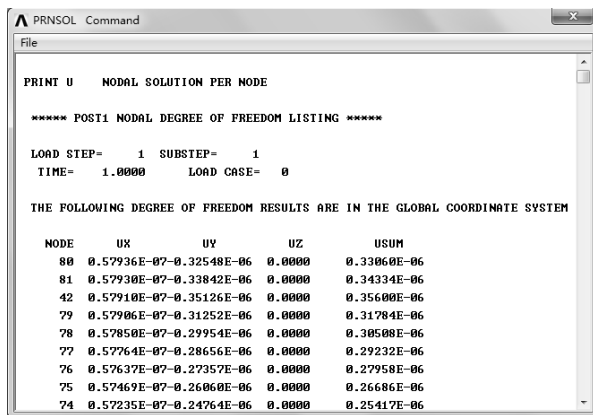 PRNSOL Command
File
PRINT U NODAL SOLUTION PER NODE
***** POST1 NODAL DEGREE OF FREEDOM LISTING *****
LOAD STEP= 1 SUBSTEP= 1
TIME= 1.0000 LOAD CASE= 0
THE FOLLOWING DEGREE OF FREEDOM RESULTS ARE IN THE GLOBAL COORDINATE SYSTEM
NODE UX UY UZ USUM
80 0.57936E-07-0.32548E-06 0.0000 0.33060E-06
81 0.57930E-07-0.33842E-06 0.0000 0.34334E-06
42 0.57910E-07-0.35126E-06 0.0000 0.35600E-06
79 0.57906E-07-0.31252E-06 0.0000 0.31784E-06
78 0.57850E-07-0.29954E-06 0.0000 0.30508E-06
77 0.57764E-07-0.28656E-06 0.0000 0.29232E-06
76 0.57637E-07-0.27357E-06 0.0000 0.27958E-06
75 0.57469E-07-0.26060E-06 0.0000 0.26686E-06
74 0.57235E-07-0.24764E-06 0.0000 0.25417E-06